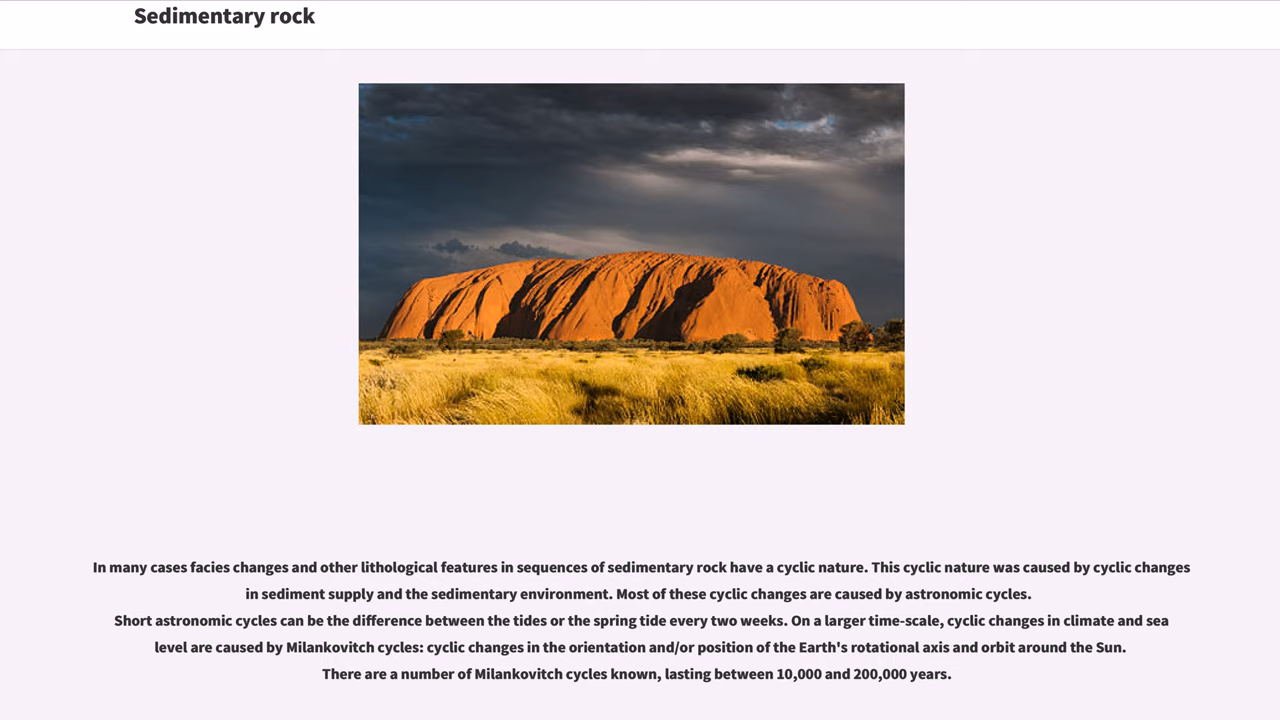 Sedimentary rock
In many cases facies changes and other lithological features in sequences of sedimentary rock have a cyclic nature. This cyclic nature was caused by cyclic changes
in sediment supply and the sedimentary environment. Most of these cyclic changes are caused by astronomic cycles.
Short astronomic cycles can be the difference between the tides or the spring tide every two weeks. On a larger time-scale, cyclic changes in climate and sea
level are caused by Milankovitch cycles: cyclic changes in the orientation and/or position of the Earth's rotational axis and orbit around the Sun.
There are a number of Milankovitch cycles known, lasting between 10,000 and 200,000 years.